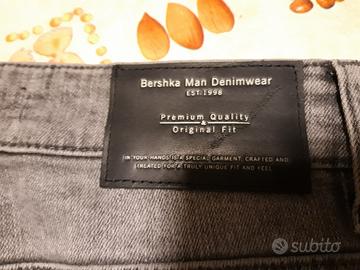 Bershka Man Denimwear
EST.1998
Premium Quality
&
Original Fit
IN YOUR HANDS IS A SPECIAL GARMENT, CRAFTED AND
CREATED FOR A TRULY UNIQUE FIT AND FEEL
subito